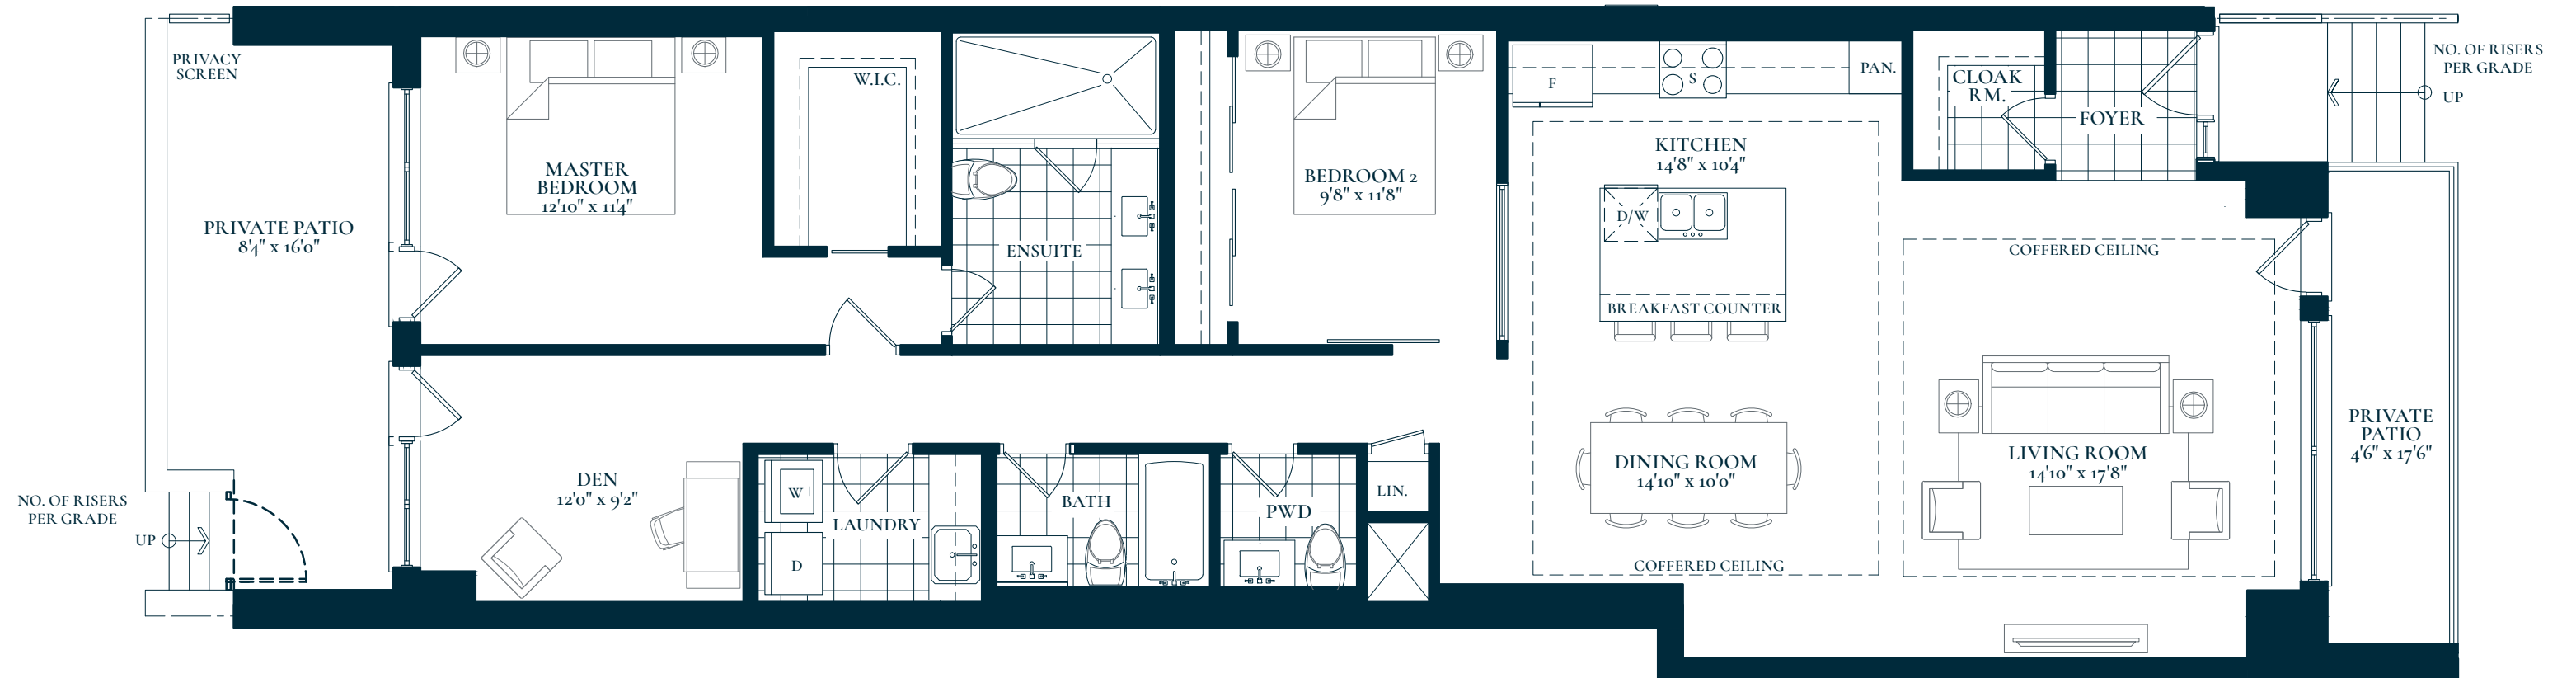 PRIVACY
SCREEN
PRIVATE PATIO
8'4" x 16'0"
NO. OF RISERS
PER GRADE
UP
MASTER
BEDROOM
12'10" x 11'4"
W.I.C.
ENSUITE
BEDROOM 2
9'8" x 11'8"
DEN
12'0" x 9'2"
W
D
LAUNDRY
BATH
PWD
LIN.
F
S
PAN.
KITCHEN
14'8" x 10'4"
D/W
BREAKFAST COUNTER
DINING ROOM
14'10" x 10'0"
COFFERED CEILING
CLOAK
RM.
FOYER
COFFERED CEILING
LIVING ROOM
14'10" x 17'8"
NO. OF RISERS
PER GRADE
UP
PRIVATE
PATIO
4'6" x 17'6"